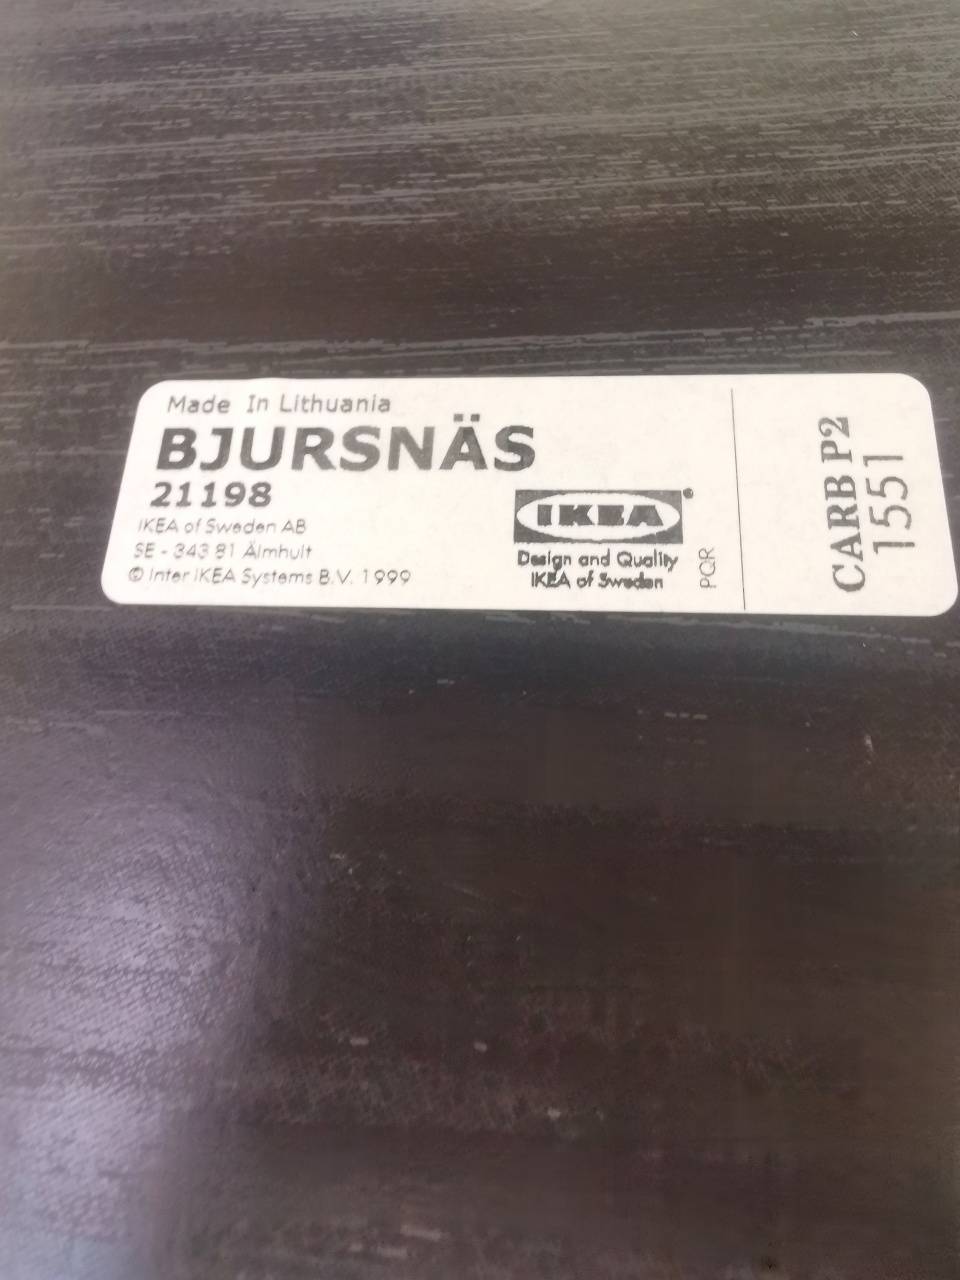 Made In Lithuania
BJURSNÄS
21198
IKEA of Sweden AB
SE - 343 81 Älmhult
© Inter IKEA Systems B.V. 1999
IKEA
Design and Quality
IKEA of Sweden
PQR
CARB P2
1551